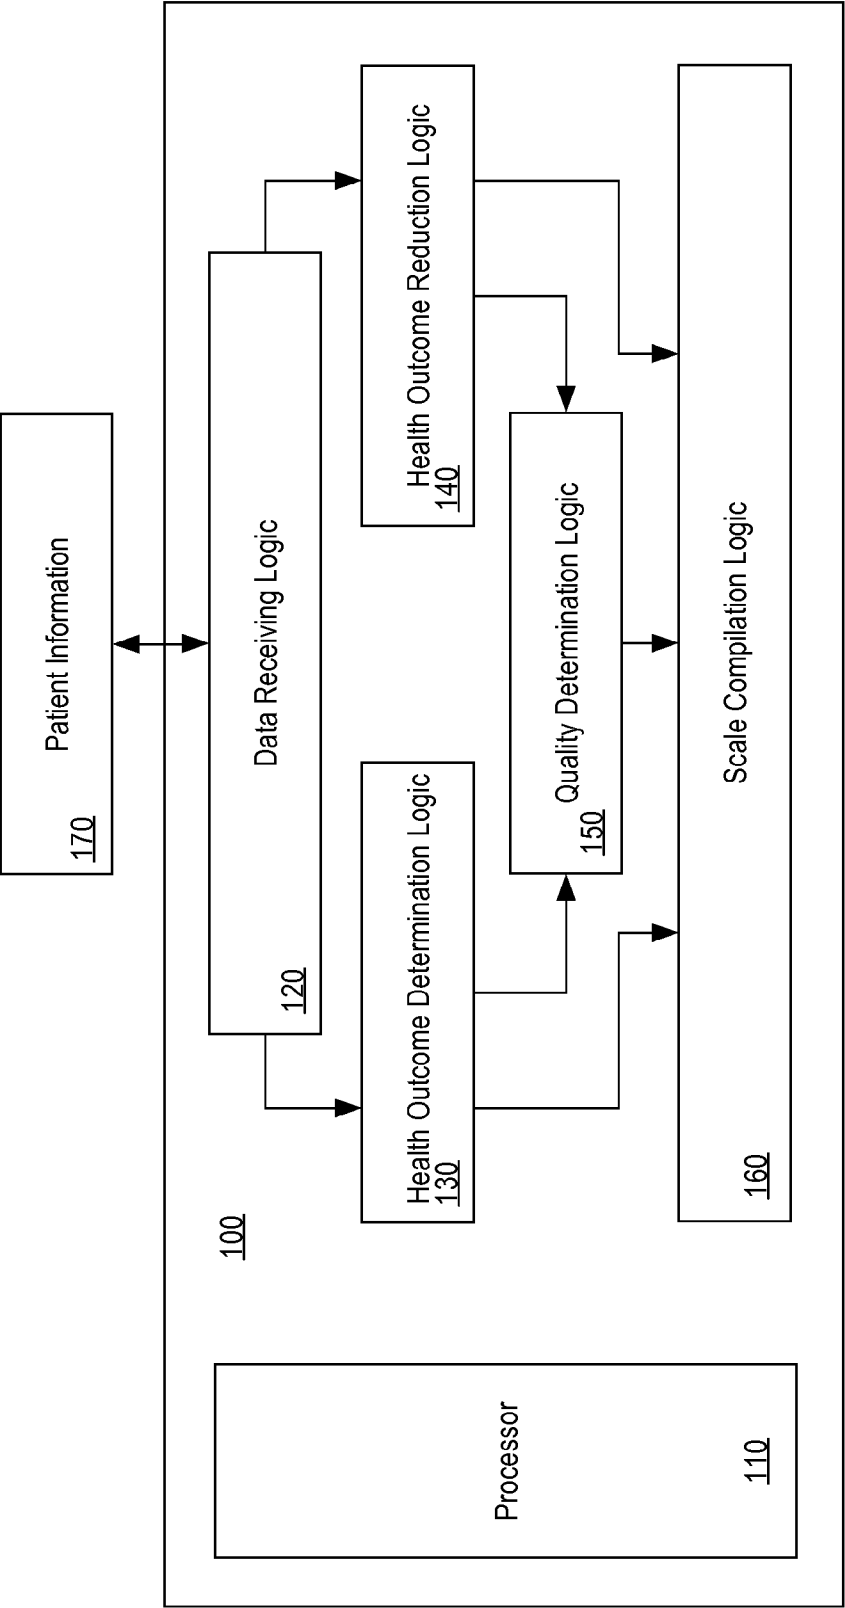 Patient Information
170
Data Receiving Logic
120
100
Health Outcome Determination Logic
130
Health Outcome Reduction Logic
140
Quality Determination Logic
150
Scale Compilation Logic
160
Processor
110